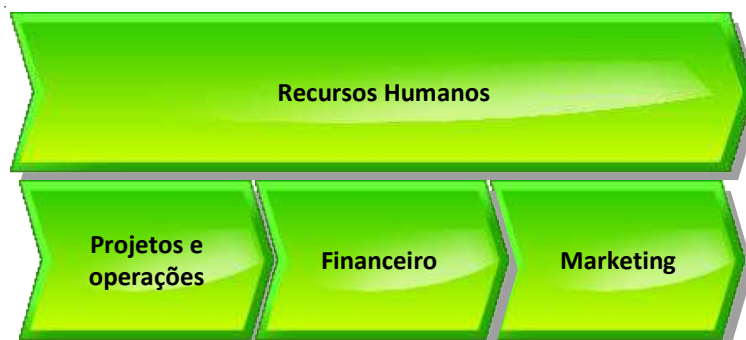 Recursos Humanos
Projetos e
operações
Financeiro
Marketing